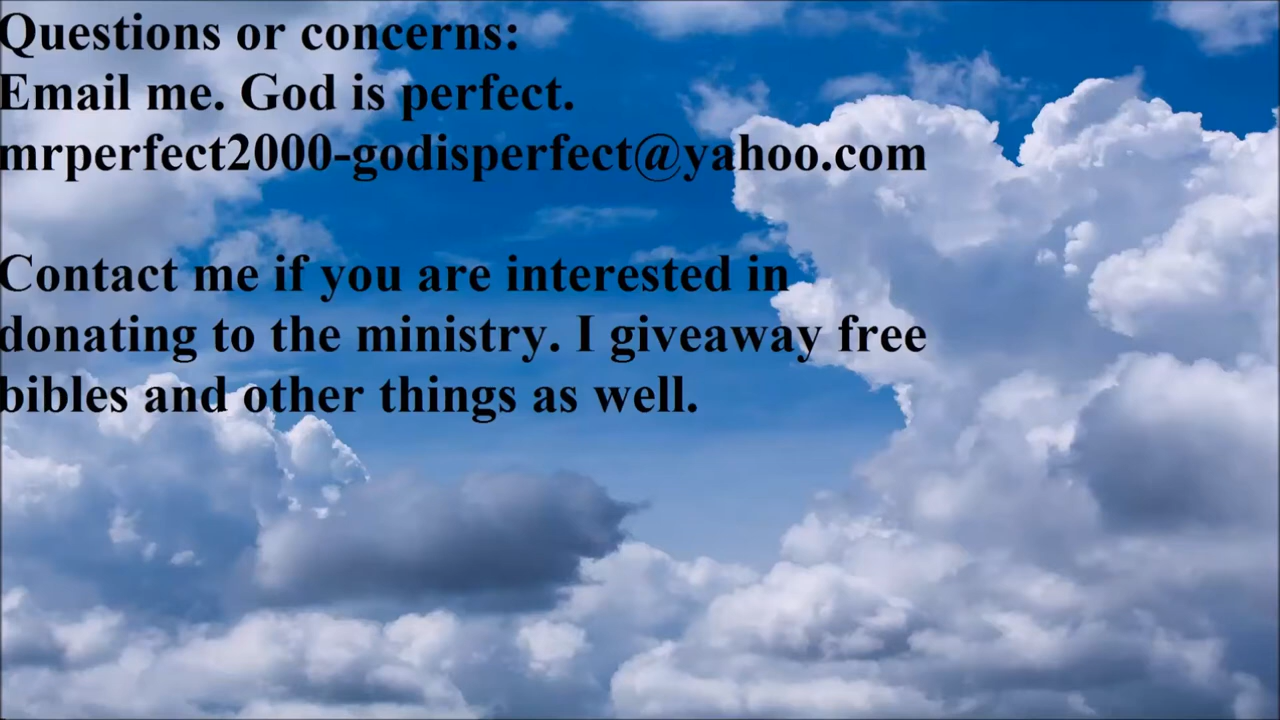 Questions or concerns:
Email me. God is perfect.
mrperfect2000-godisperfect@yahoo.com
Contact me if you are interested in
donating to the ministry. I giveaway free
bibles and other things as well.